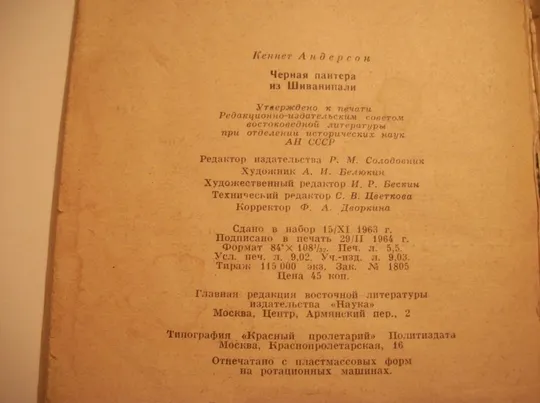 Кеннет Андерсон
Черная пантера
из Шиванипали
Утверждено к печати
Редакционно-издательским советом
востоковедной литературы
при отделении исторических наук
АН СССР
Редактор издательства Р. М. Солодовник
Художник А. И. Белюкин
Художественный редактор И. Р. Бескин
Технический редактор С. В. Цветкова
Корректор Ф. А. Дворкина
Сдано в набор 15/XI 1963 г.
Подписано в печать 29/II 1964 г.
Формат 84×108¹/₃₂. Печ. л. 5,5.
Усл. печ. л. 9,02. Уч.-изд. л. 9,03.
Тираж 115 000 экз. Зак. № 1805
Цена 45 коп.
Главная редакция восточной литературы
издательства «Наука»
Москва, Центр, Армянский пер., 2
Типография «Красный пролетарий» Политиздата
Москва, Краснопролетарская, 16
Отпечатано с пластмассовых форм
на ротационных машинах.